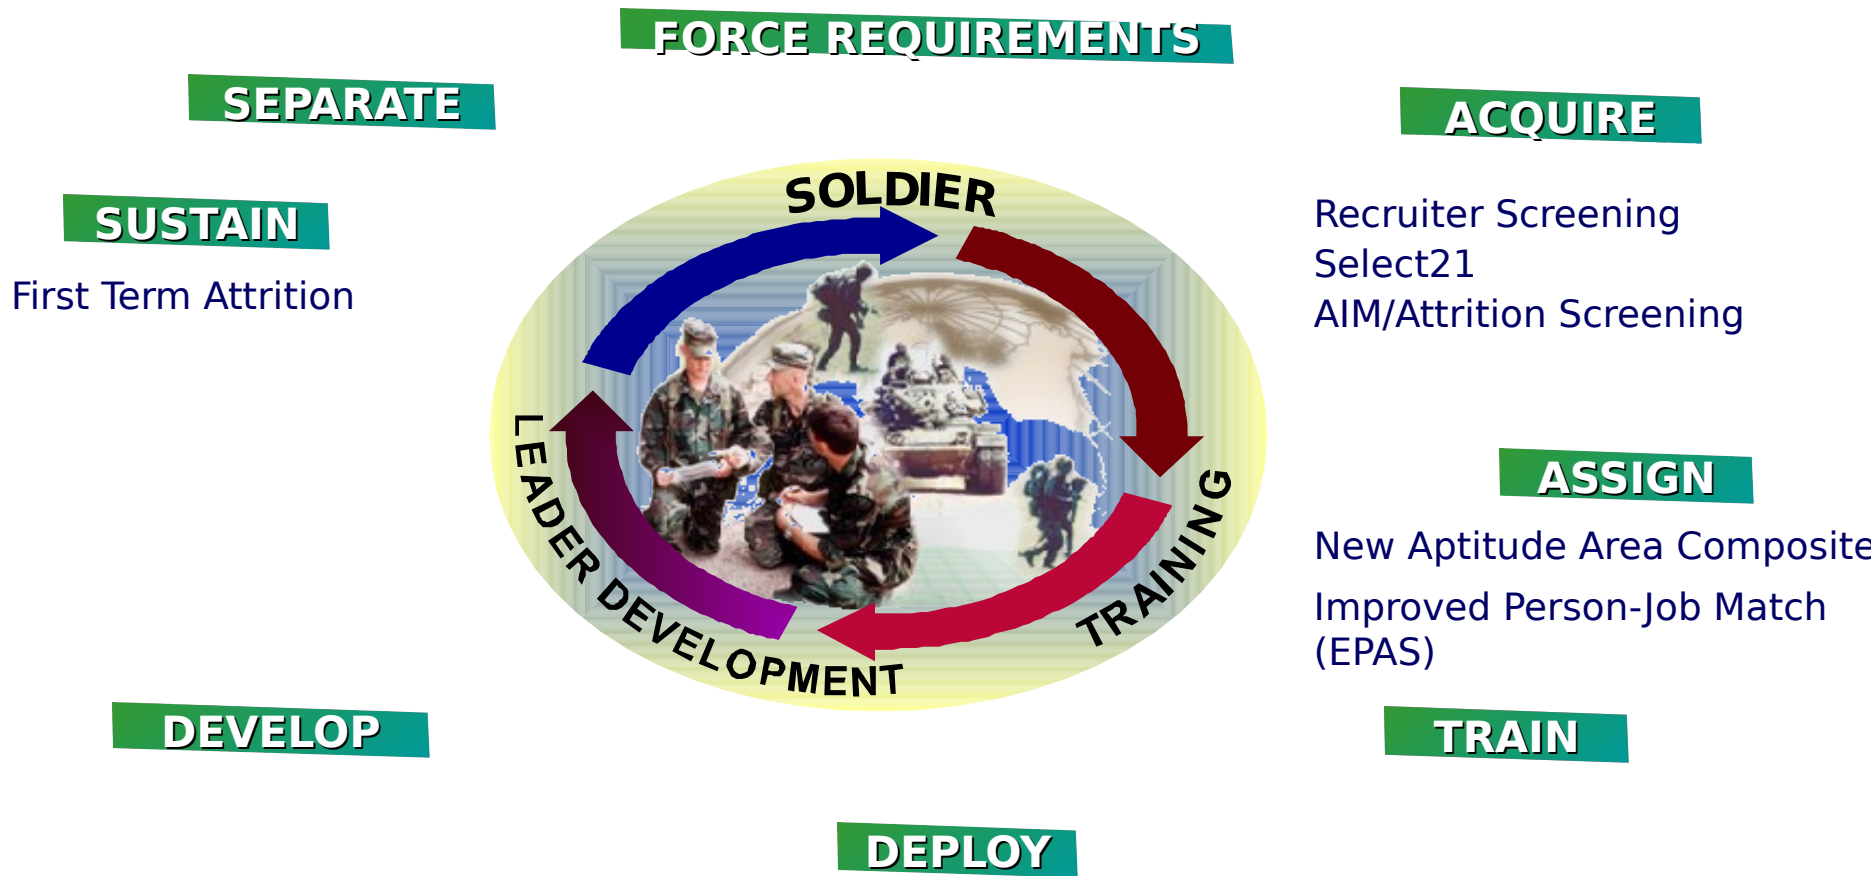 FORCE REQUIREMENTS
SEPARATE
ACQUIRE
SUSTAIN
First Term Attrition
SOLDIER
TRAINING
LEADER DEVELOPMENT
Recruiter Screening
Select21
AIM/Attrition Screening
ASSIGN
New Aptitude Area Composite
Improved Person-Job Match
(EPAS)
DEVELOP
TRAIN
DEPLOY